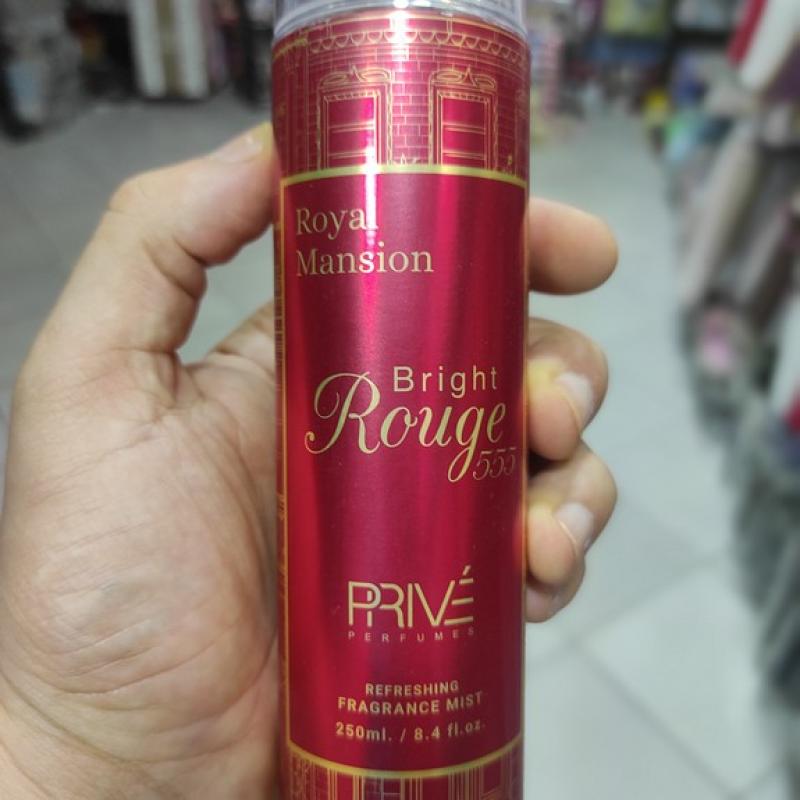 Royal
Mansion
Bright
Rouge
555
PRIVÉ
PERFUMES
REFRESHING
FRAGRANCE MIST
250ml. / 8.4 fl.oz.